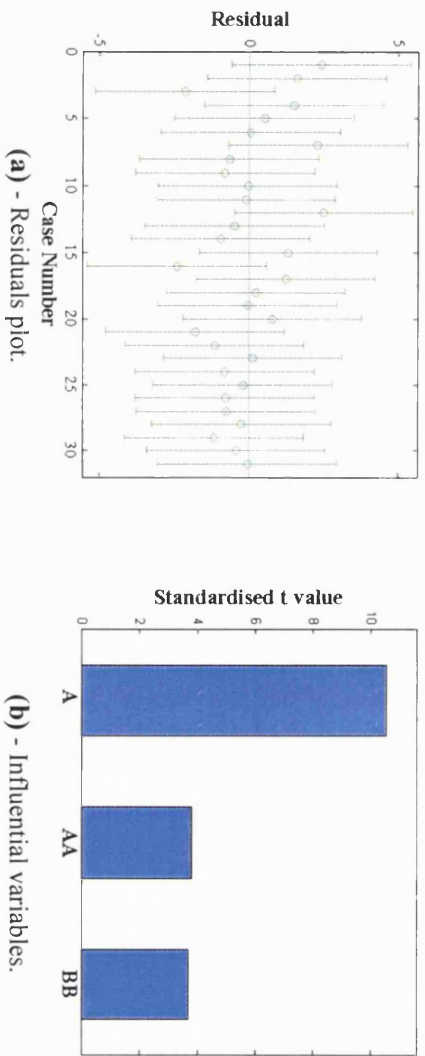 Residual
-5
0
5
0
5
10
15
20
25
30
Case Number
(a) - Residuals plot.
Standardised t value
0
2
4
6
8
10
A
AA
BB
(b) - Influential variables.